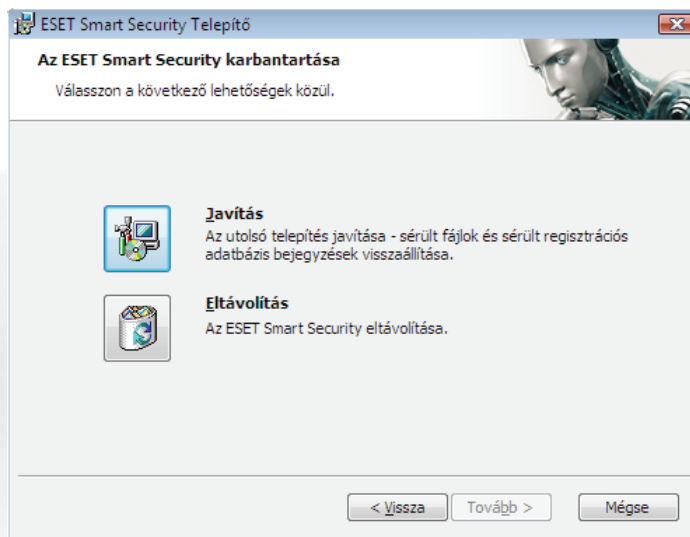 ESET Smart Security Telepítő
Az ESET Smart Security karbantartása
Válasszon a következő lehetőségek közül.
Javítás
Az utolsó telepítés javítása - sérült fájlok és sérült regisztrációs
adatbázis bejegyzések visszaállítása.
Eltávolítás
Az ESET Smart Security eltávolítása.
< Vissza
Tovább >
Mégse